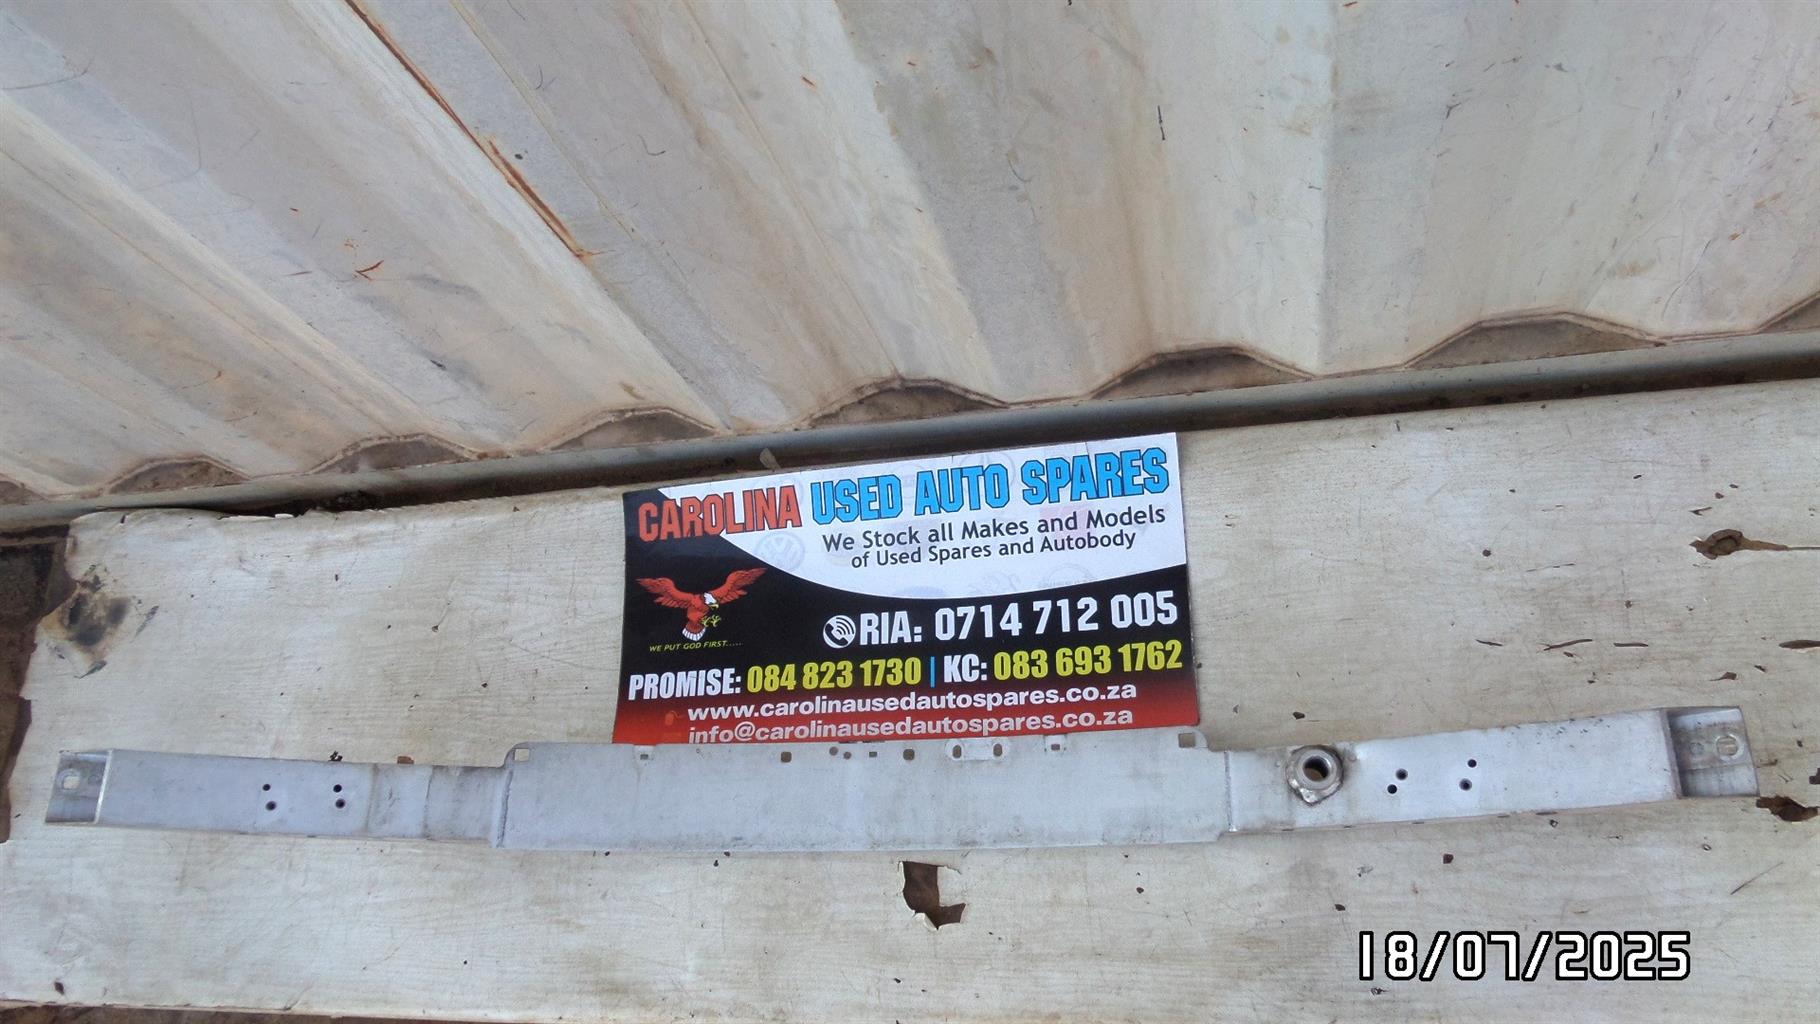 CAROLINA USED AUTO SPARES
We Stock all Makes and Models
of Used Spares and Autobody
WE PUT GOD FIRST.....
RIA: 0714 712 005
PROMISE: 084 823 1730 | KC: 083 693 1762
www.carolinausedautospares.co.za
info@carolinausedautospares.co.za
18/07/2025